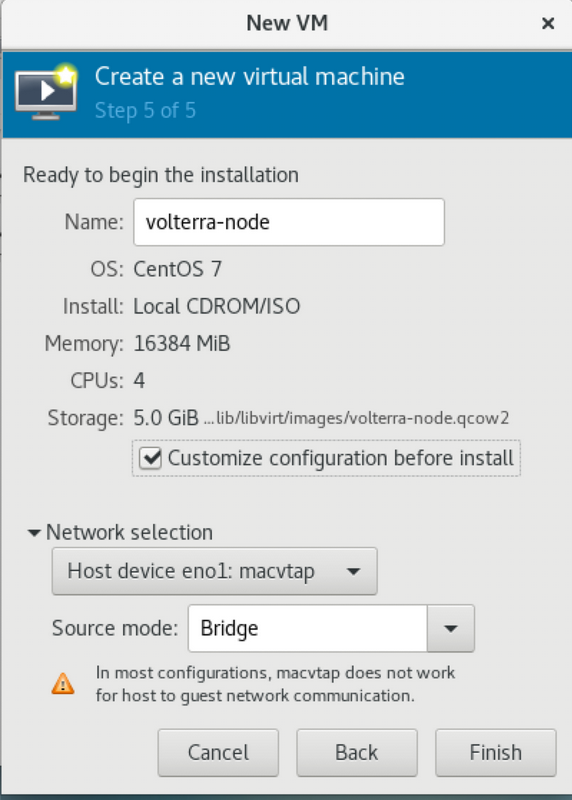 New VM
Create a new virtual machine
Step 5 of 5
Ready to begin the installation
Name: volterra-node
OS: CentOS 7
Install: Local CDROM/ISO
Memory: 16384 MiB
CPUs: 4
Storage: 5.0 GiB ...lib/libvirt/images/volterra-node.qcow2
Customize configuration before install
Network selection
Host device eno1: macvtap
Source mode: Bridge
In most configurations, macvtap does not work
for host to guest network communication.
Cancel Back Finish